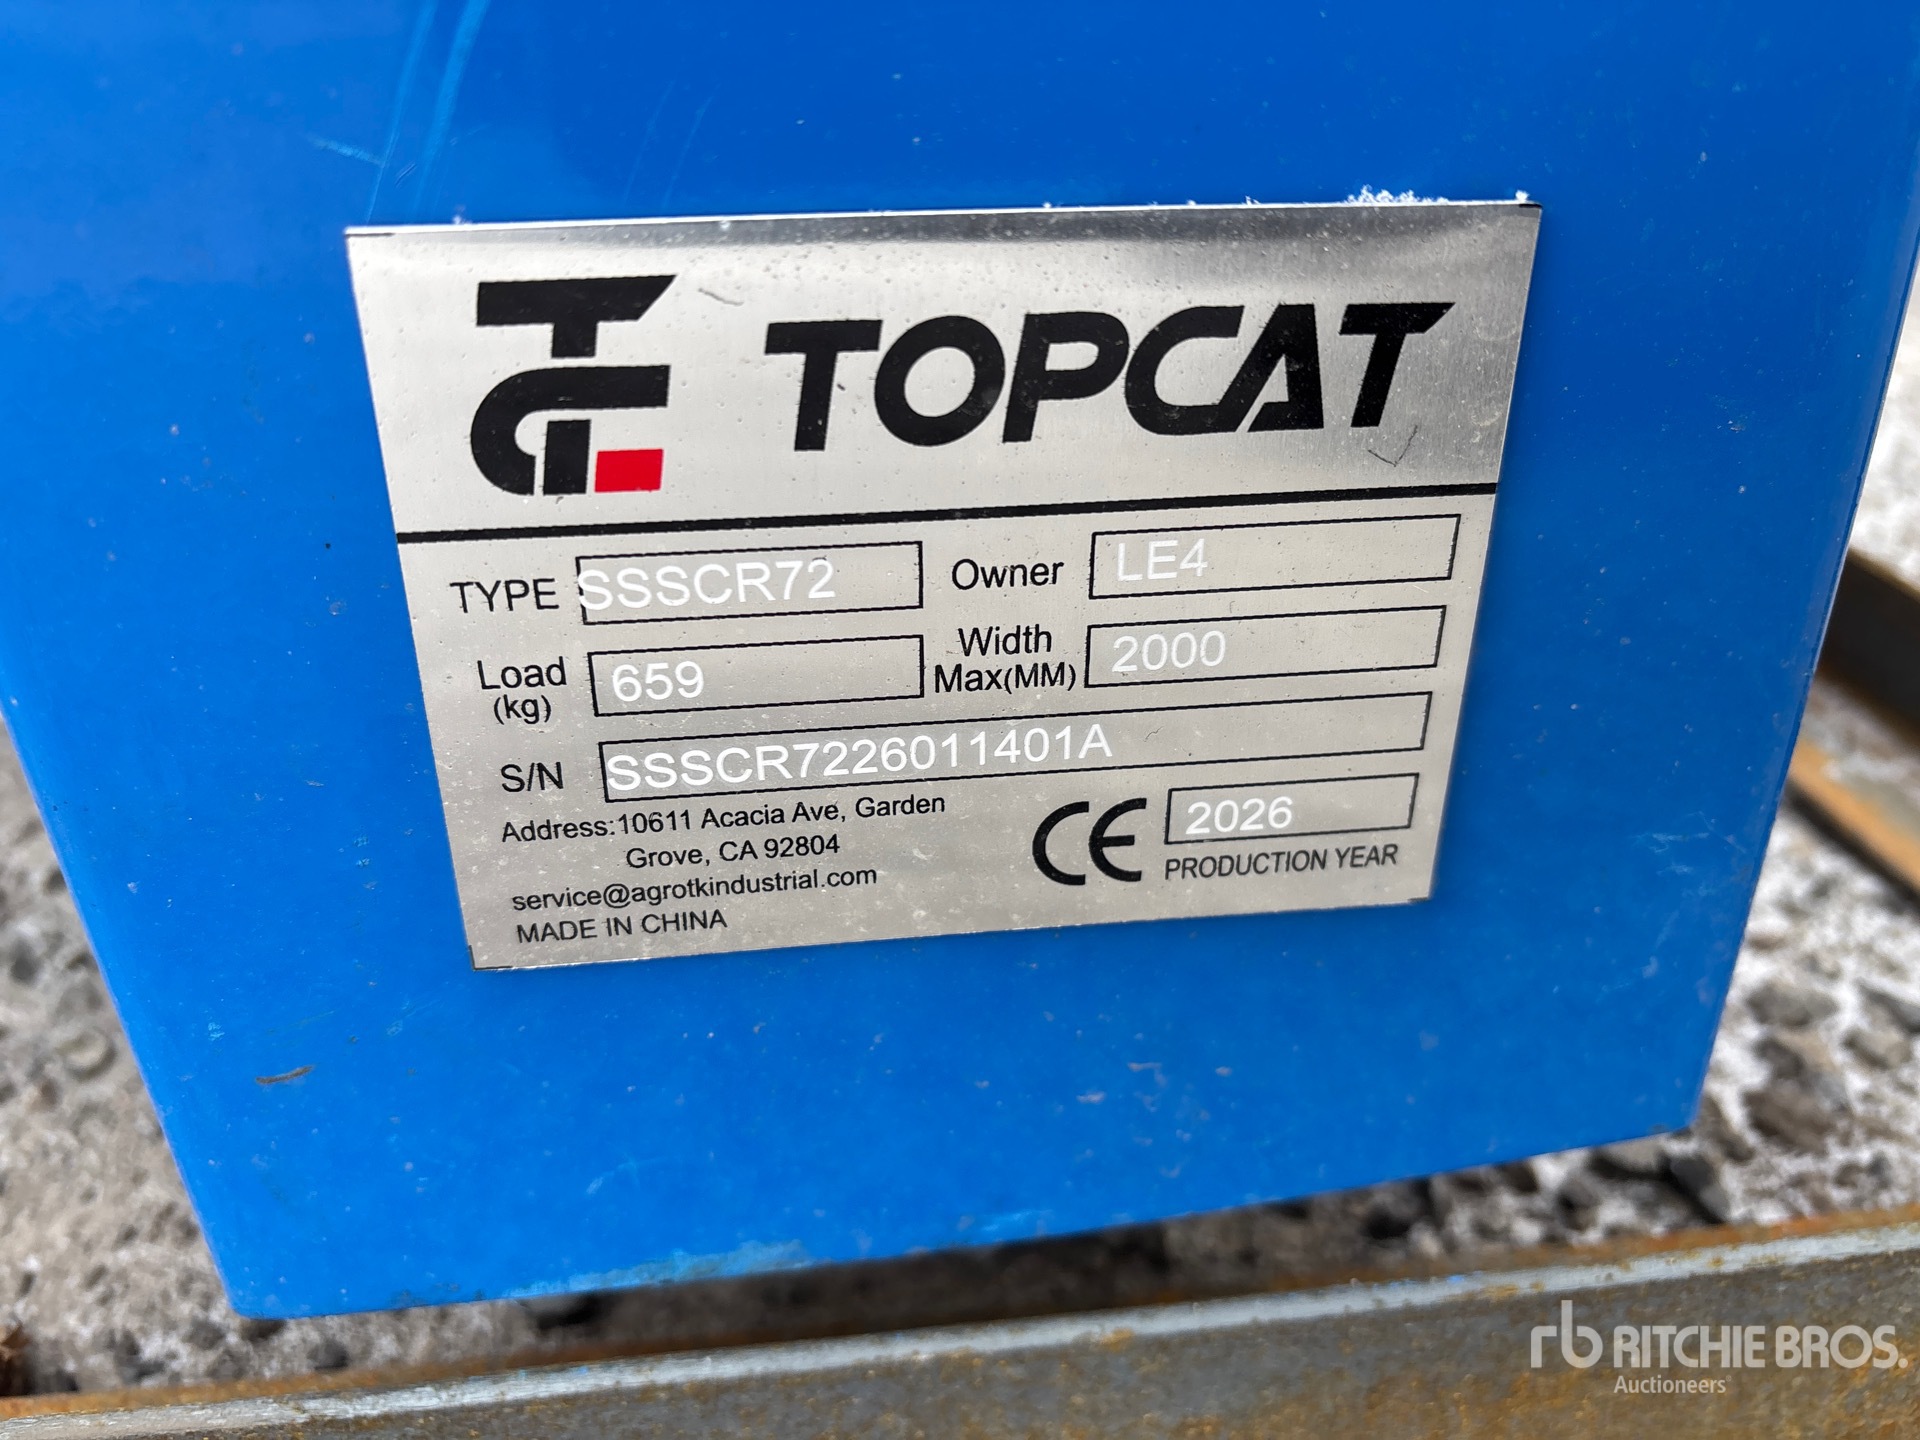 TOPCAT
TYPE SSSCR72 Owner LE4
Load (kg) 659 Width Max(MM) 2000
S/N SSSCR7226011401A
Address:10611 Acacia Ave, Garden
Grove, CA 92804
service@agrotkindustrial.com
MADE IN CHINA
CE 2026
PRODUCTION YEAR
rb RITCHIE BROS.
Auctioneers